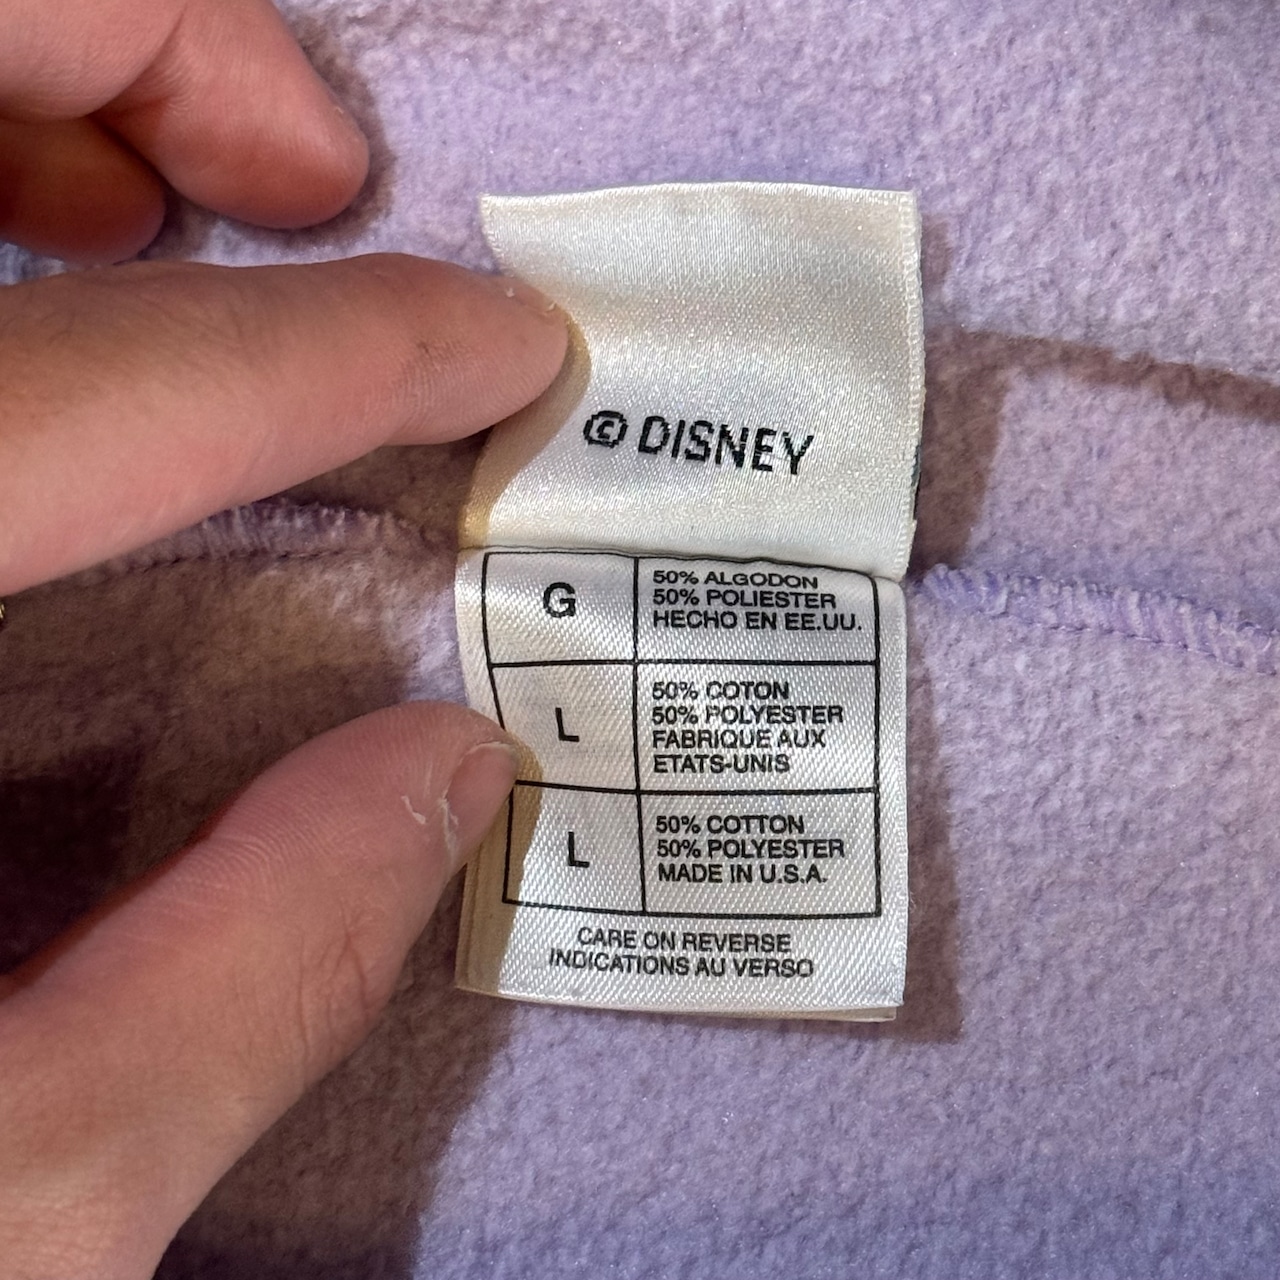 © DISNEY
G
50% ALGODON
50% POLIESTER
HECHO EN EE.UU.
L
50% COTON
50% POLYESTER
FABRIQUE AUX
ETATS-UNIS
L
50% COTTON
50% POLYESTER
MADE IN U.S.A.
CARE ON REVERSE
INDICATIONS AU VERSO